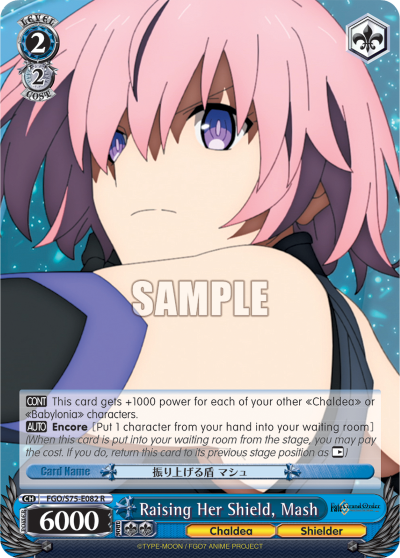 LEVEL
2
2
COST
SAMPLE
CONT This card gets +1000 power for each of your other «Chaldea» or
«Babylonia» characters.
AUTO Encore [Put 1 character from your hand into your waiting room]
(When this card is put into your waiting room from the stage, you may pay
the cost. If you do, return this card to its previous stage position as
Card Name
振り上げる盾 マシュ
CH FGO/S75-E082 R
Raising Her Shield, Mash
POWER
6000
Chaldea
Shielder
©TYPE-MOON / FGO7 ANIME PROJECT